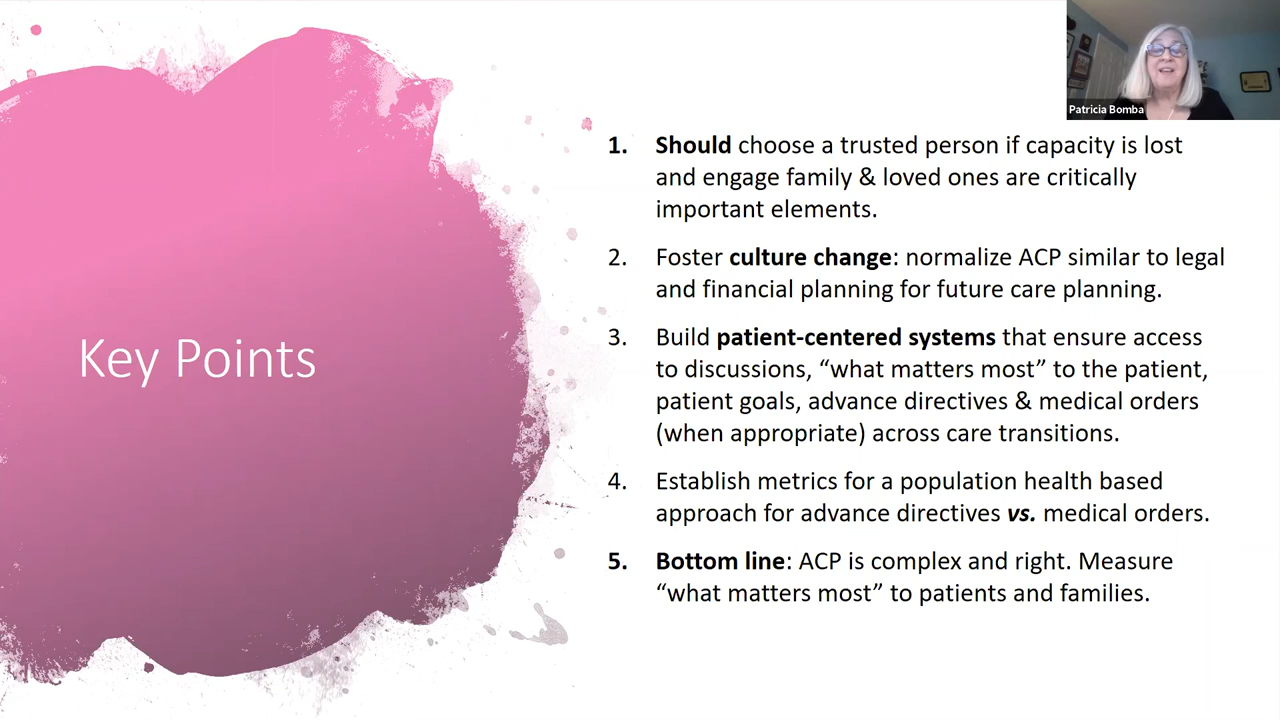 Patricia Bomba
Key Points
1. Should choose a trusted person if capacity is lost
and engage family & loved ones are critically
important elements.
2. Foster culture change: normalize ACP similar to legal
and financial planning for future care planning.
3. Build patient-centered systems that ensure access
to discussions, “what matters most” to the patient,
patient goals, advance directives & medical orders
(when appropriate) across care transitions.
4. Establish metrics for a population health based
approach for advance directives vs. medical orders.
5. Bottom line: ACP is complex and right. Measure
“what matters most” to patients and families.